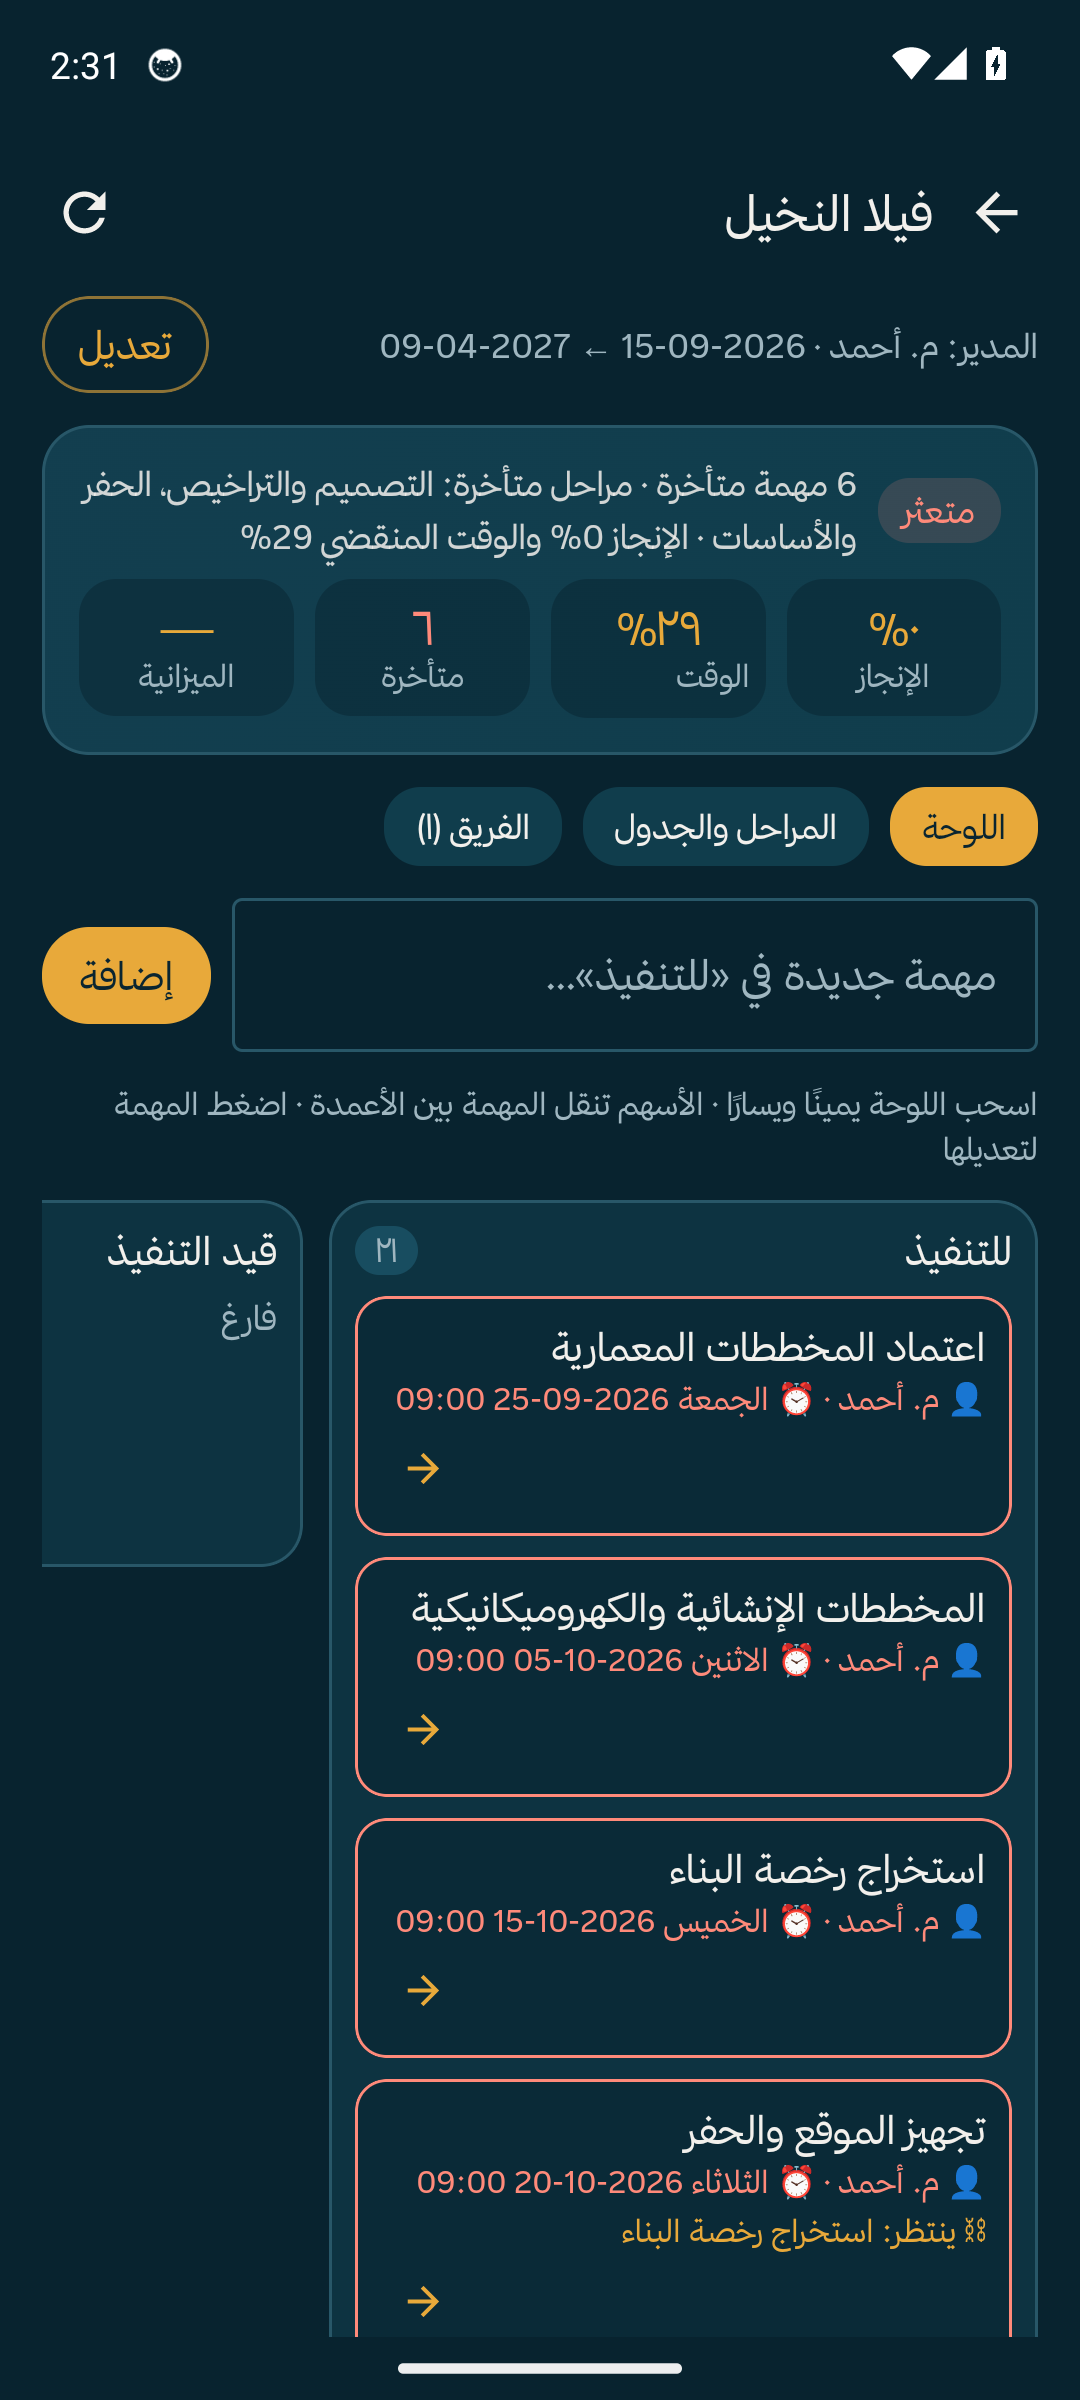 2:31
فيلا النخيل
المدير: م. أحمد · 15-09-2026 ← 09-04-2027
تعديل
متعثر
6 مهمة متأخرة · مراحل متأخرة: التصميم والتراخيص، الحفر
والأساسات · الإنجاز 0% والوقت المنقضي 29%
٠%
الإنجاز
٢٩%
الوقت
٦
متأخرة
—
الميزانية
اللوحة
المراحل والجدول
الفريق (١)
مهمة جديدة في «للتنفيذ»...
إضافة
اسحب اللوحة يمينًا ويسارًا · الأسهم تنقل المهمة بين الأعمدة · اضغط المهمة
لتعديلها
للتنفيذ
٢١
اعتماد المخططات المعمارية
👤 م. أحمد · ⏰ الجمعة 25-09-2026 09:00
المخططات الإنشائية والكهروميكانيكية
👤 م. أحمد · ⏰ الاثنين 05-10-2026 09:00
استخراج رخصة البناء
👤 م. أحمد · ⏰ الخميس 15-10-2026 09:00
تجهيز الموقع والحفر
👤 م. أحمد · ⏰ الثلاثاء 20-10-2026 09:00
⛓ ينتظر: استخراج رخصة البناء
قيد التنفيذ
فارغ